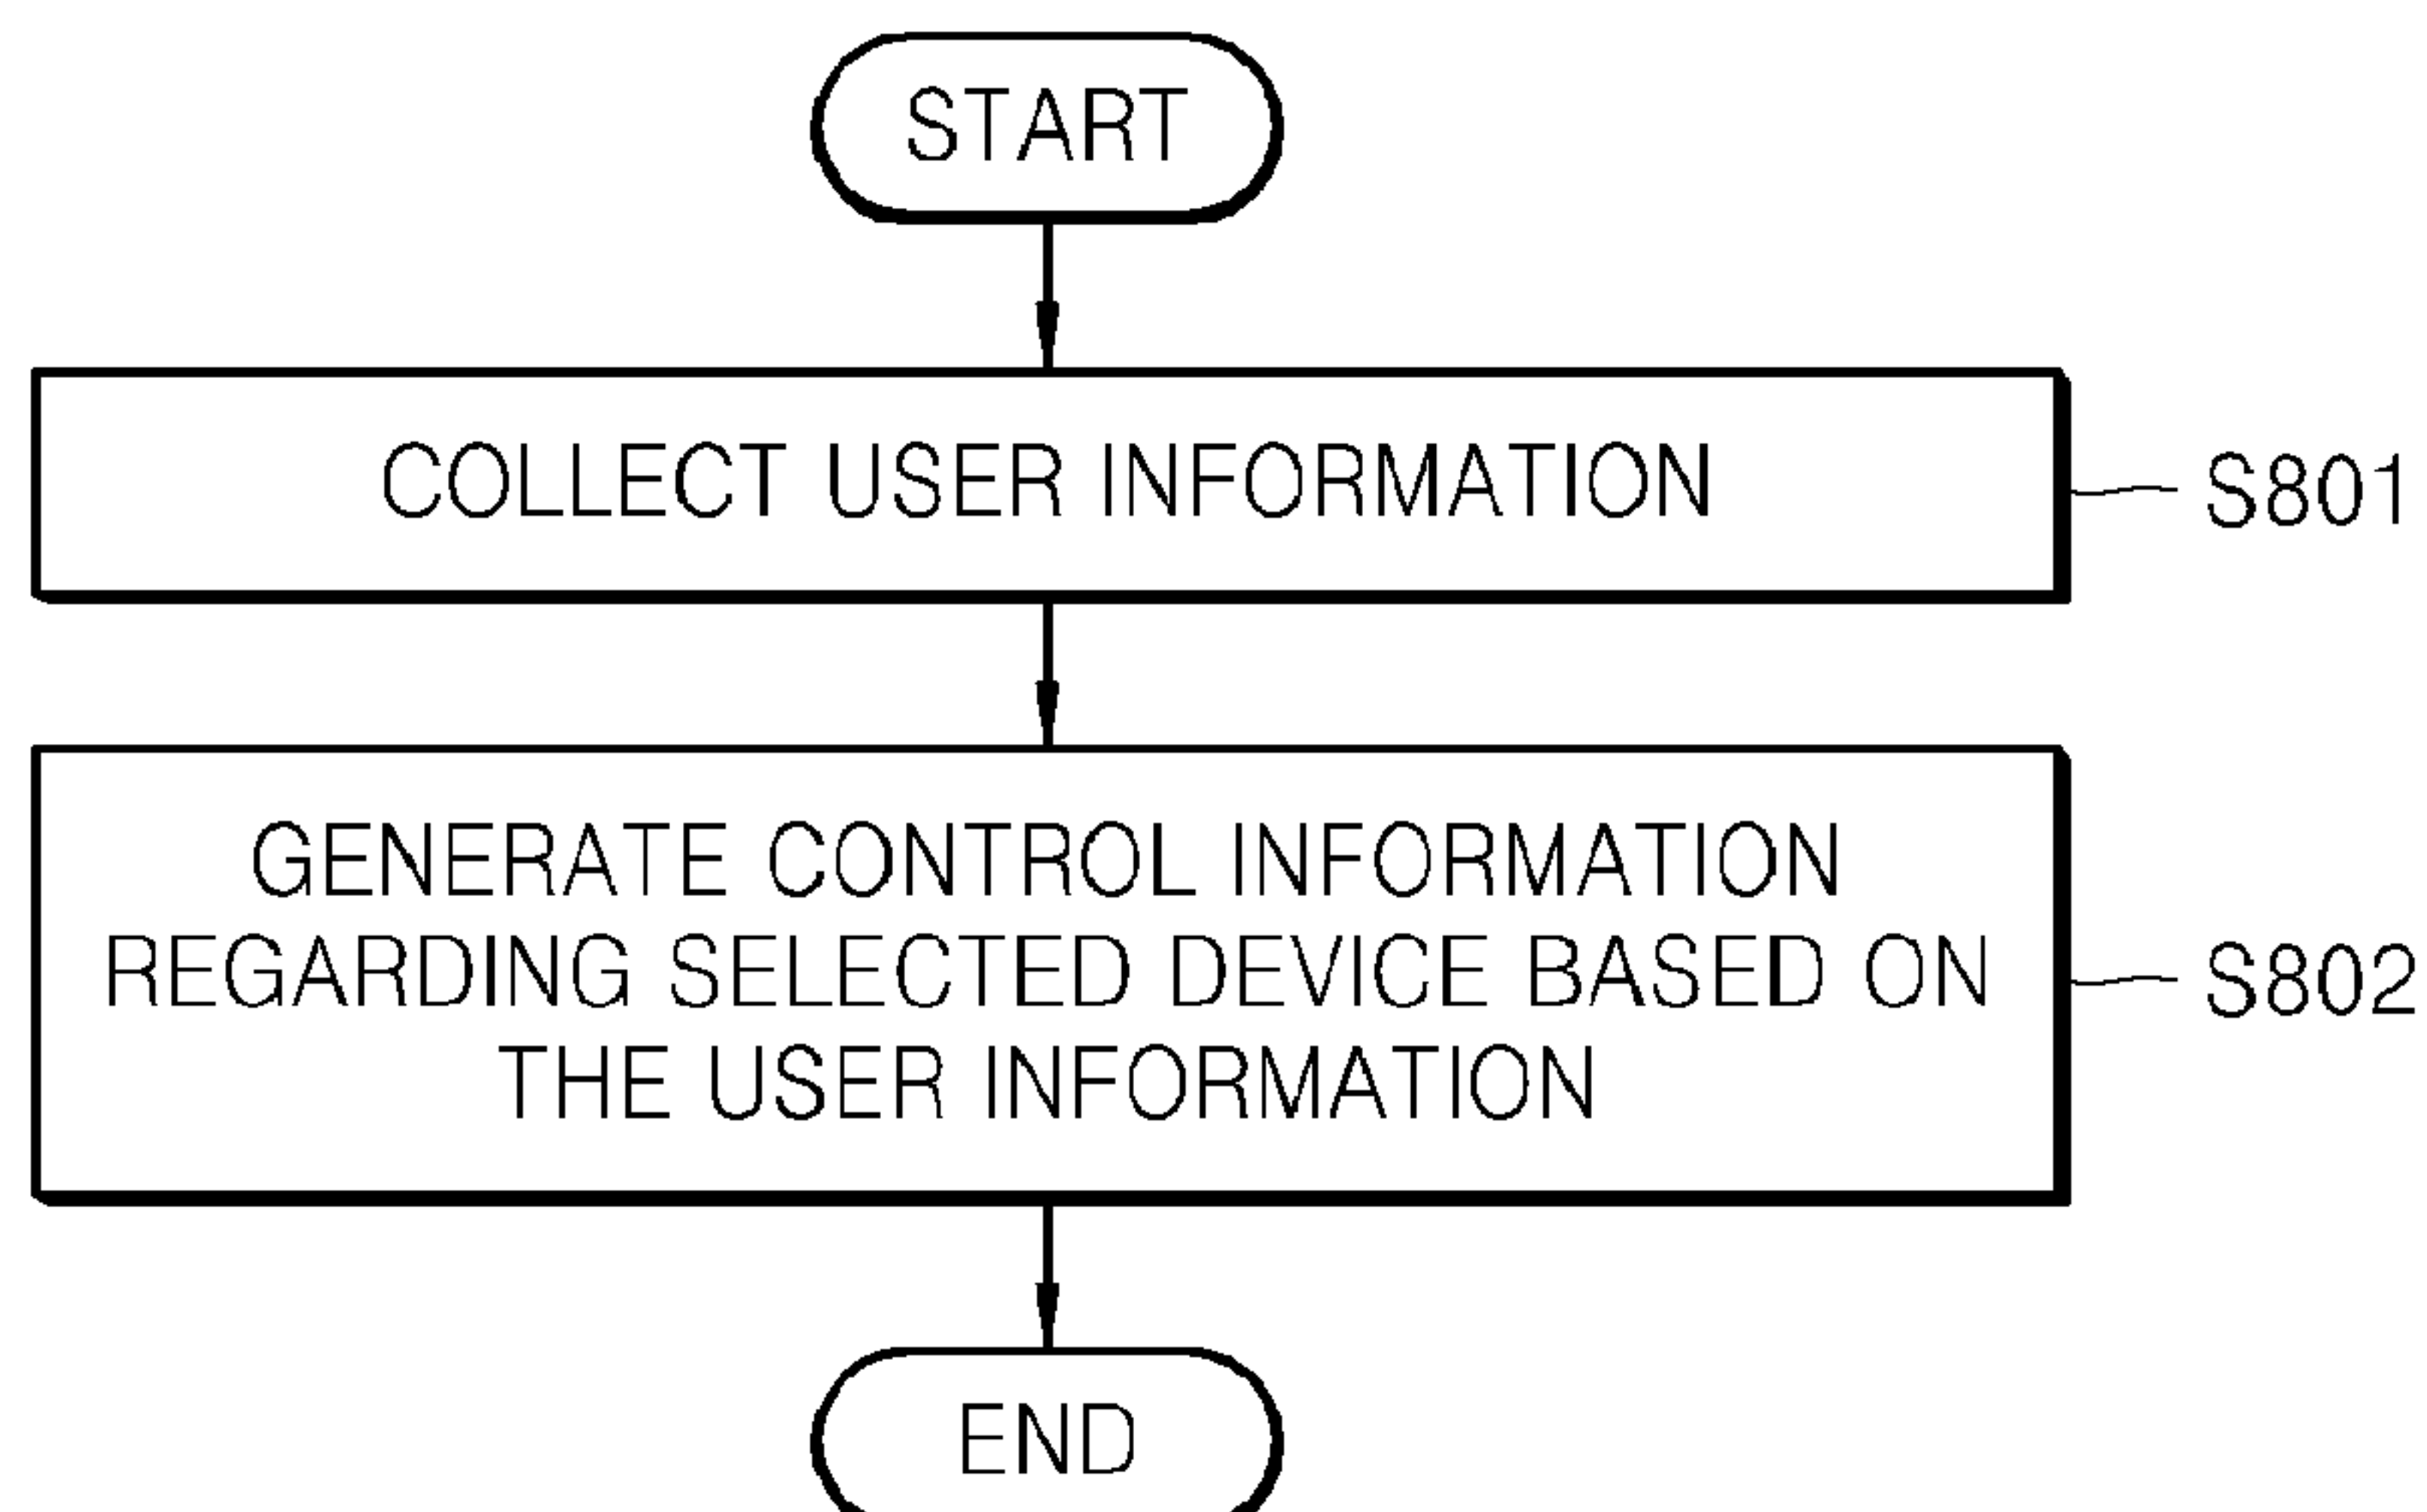 START
COLLECT USER INFORMATION
S801
GENERATE CONTROL INFORMATION
REGARDING SELECTED DEVICE BASED ON
THE USER INFORMATION
S802
END